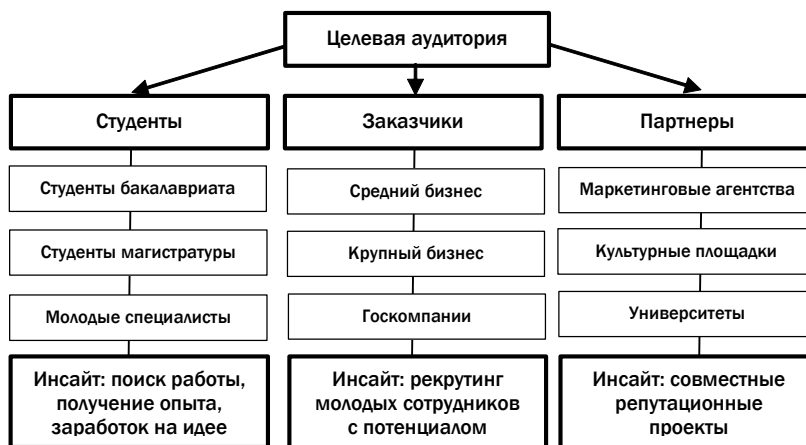 Целевая аудитория
Студенты
Заказчики
Партнеры
Студенты бакалавриата
Средний бизнес
Маркетинговые агентства
Студенты магистратуры
Крупный бизнес
Культурные площадки
Молодые специалисты
Госкомпании
Университеты
Инсайт: поиск работы,
получение опыта,
заработок на идее
Инсайт: рекрутинг
молодых сотрудников
с потенциалом
Инсайт: совместные
репутационные
проекты